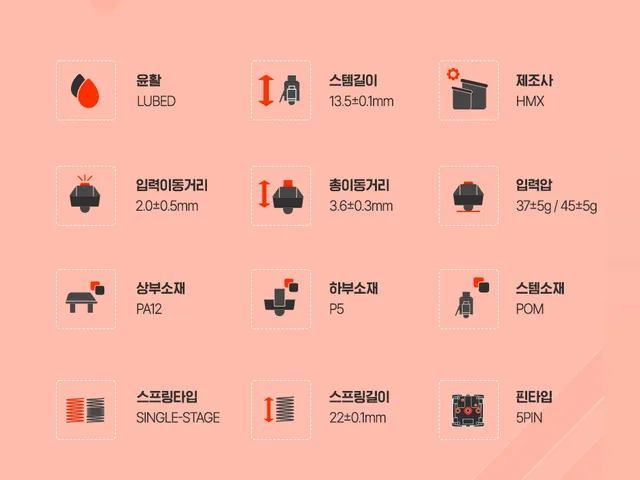 윤활
LUBED
스템길이
13.5±0.1mm
제조사
HMX
입력이동거리
2.0±0.5mm
총이동거리
3.6±0.3mm
입력압
37±5g / 45±5g
상부소재
PA12
하부소재
P5
스템소재
POM
스프링타입
SINGLE-STAGE
스프링길이
22±0.1mm
핀타입
5PIN